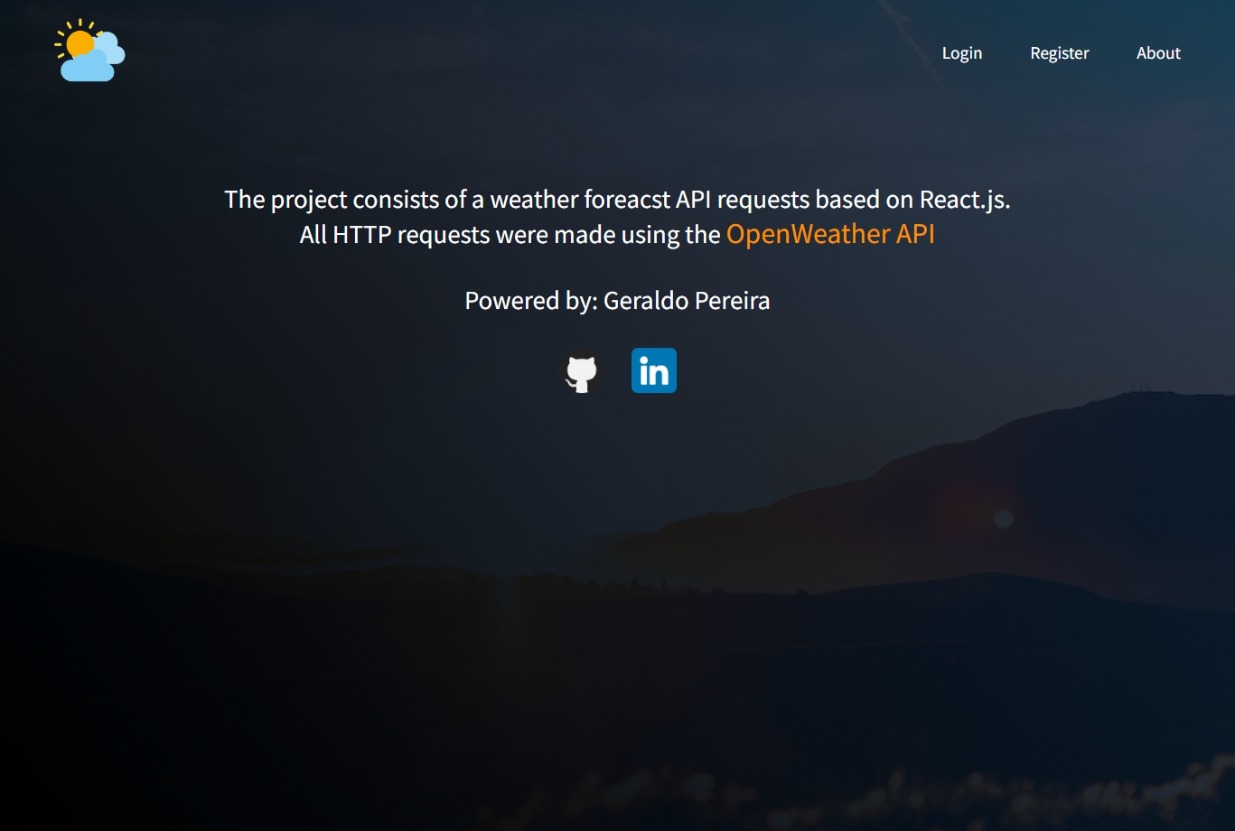 Login Register About
The project consists of a weather foreacst API requests based on React.js.
All HTTP requests were made using the OpenWeather API
Powered by: Geraldo Pereira
in